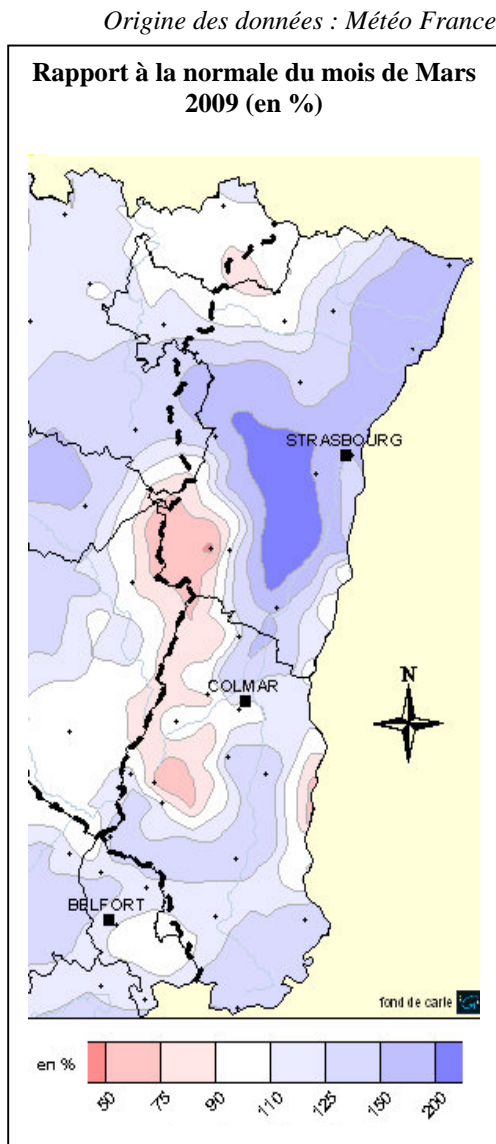 Origine des données : Météo France
Rapport à la normale du mois de Mars
2009 (en %)
STRASBOURG
N
COLMAR
BELFORT
fond de carte
en %
50
75
90
110
125
150
200